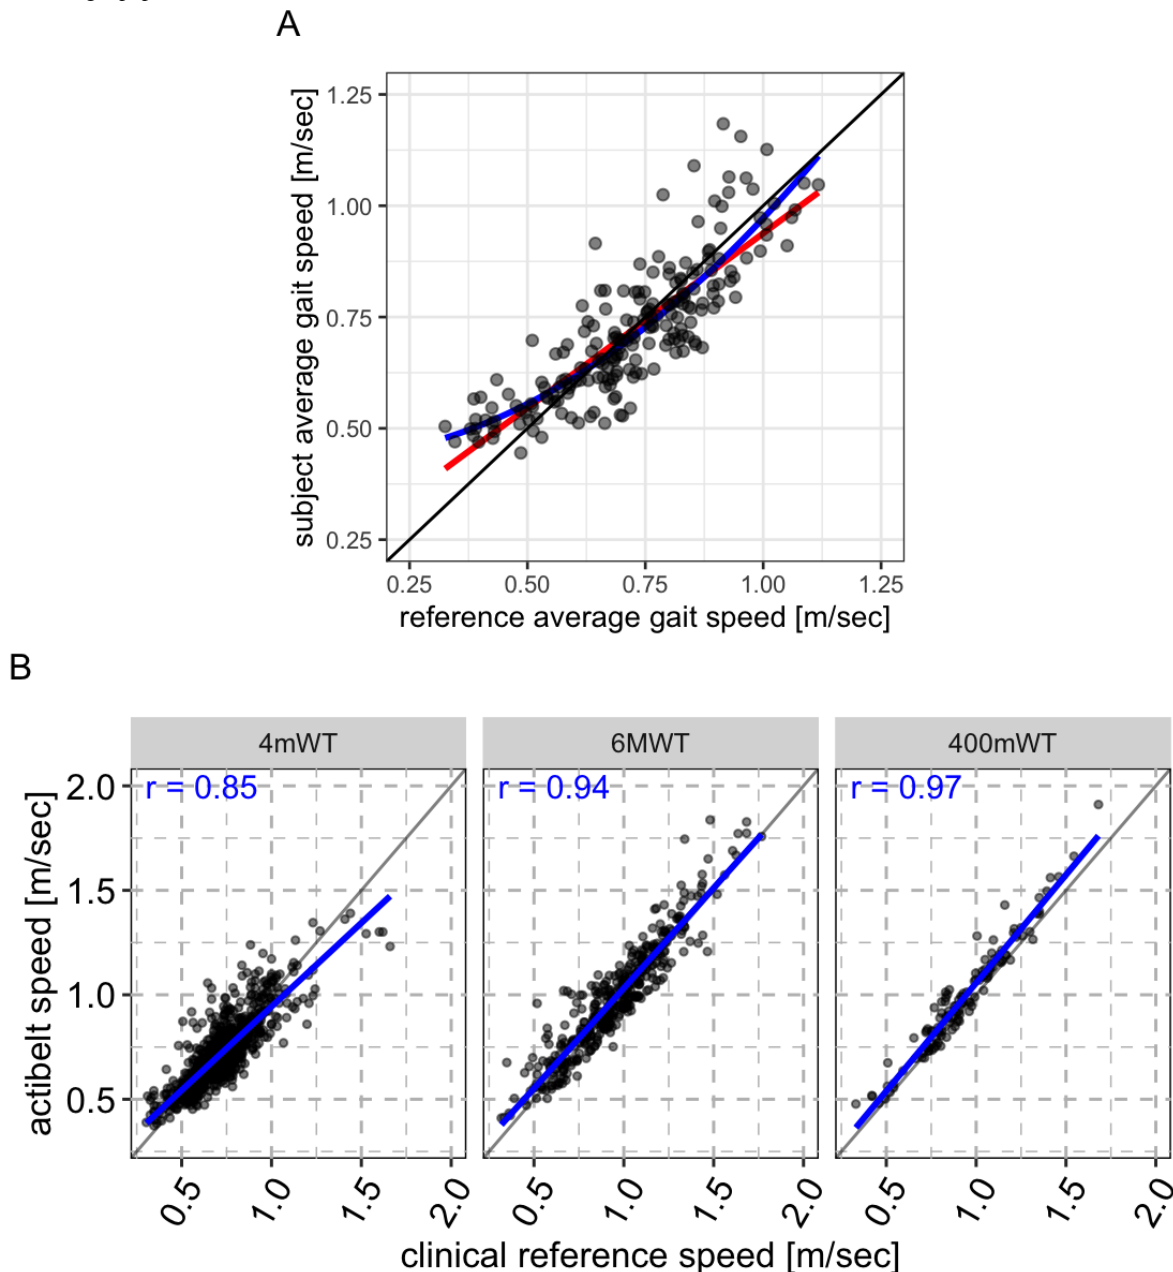 A
subject average gait speed [m/sec]
1.25
1.00
0.75
0.50
0.25
0.25 0.50 0.75 1.00 1.25
reference average gait speed [m/sec]
B
4mWT 6MWT 400mWT
r = 0.85 r = 0.94 r = 0.97
actibelt speed [m/sec]
2.0
1.5
1.0
0.5
0.5 1.0 1.5 2.0 0.5 1.0 1.5 2.0 0.5 1.0 1.5 2.0
clinical reference speed [m/sec]